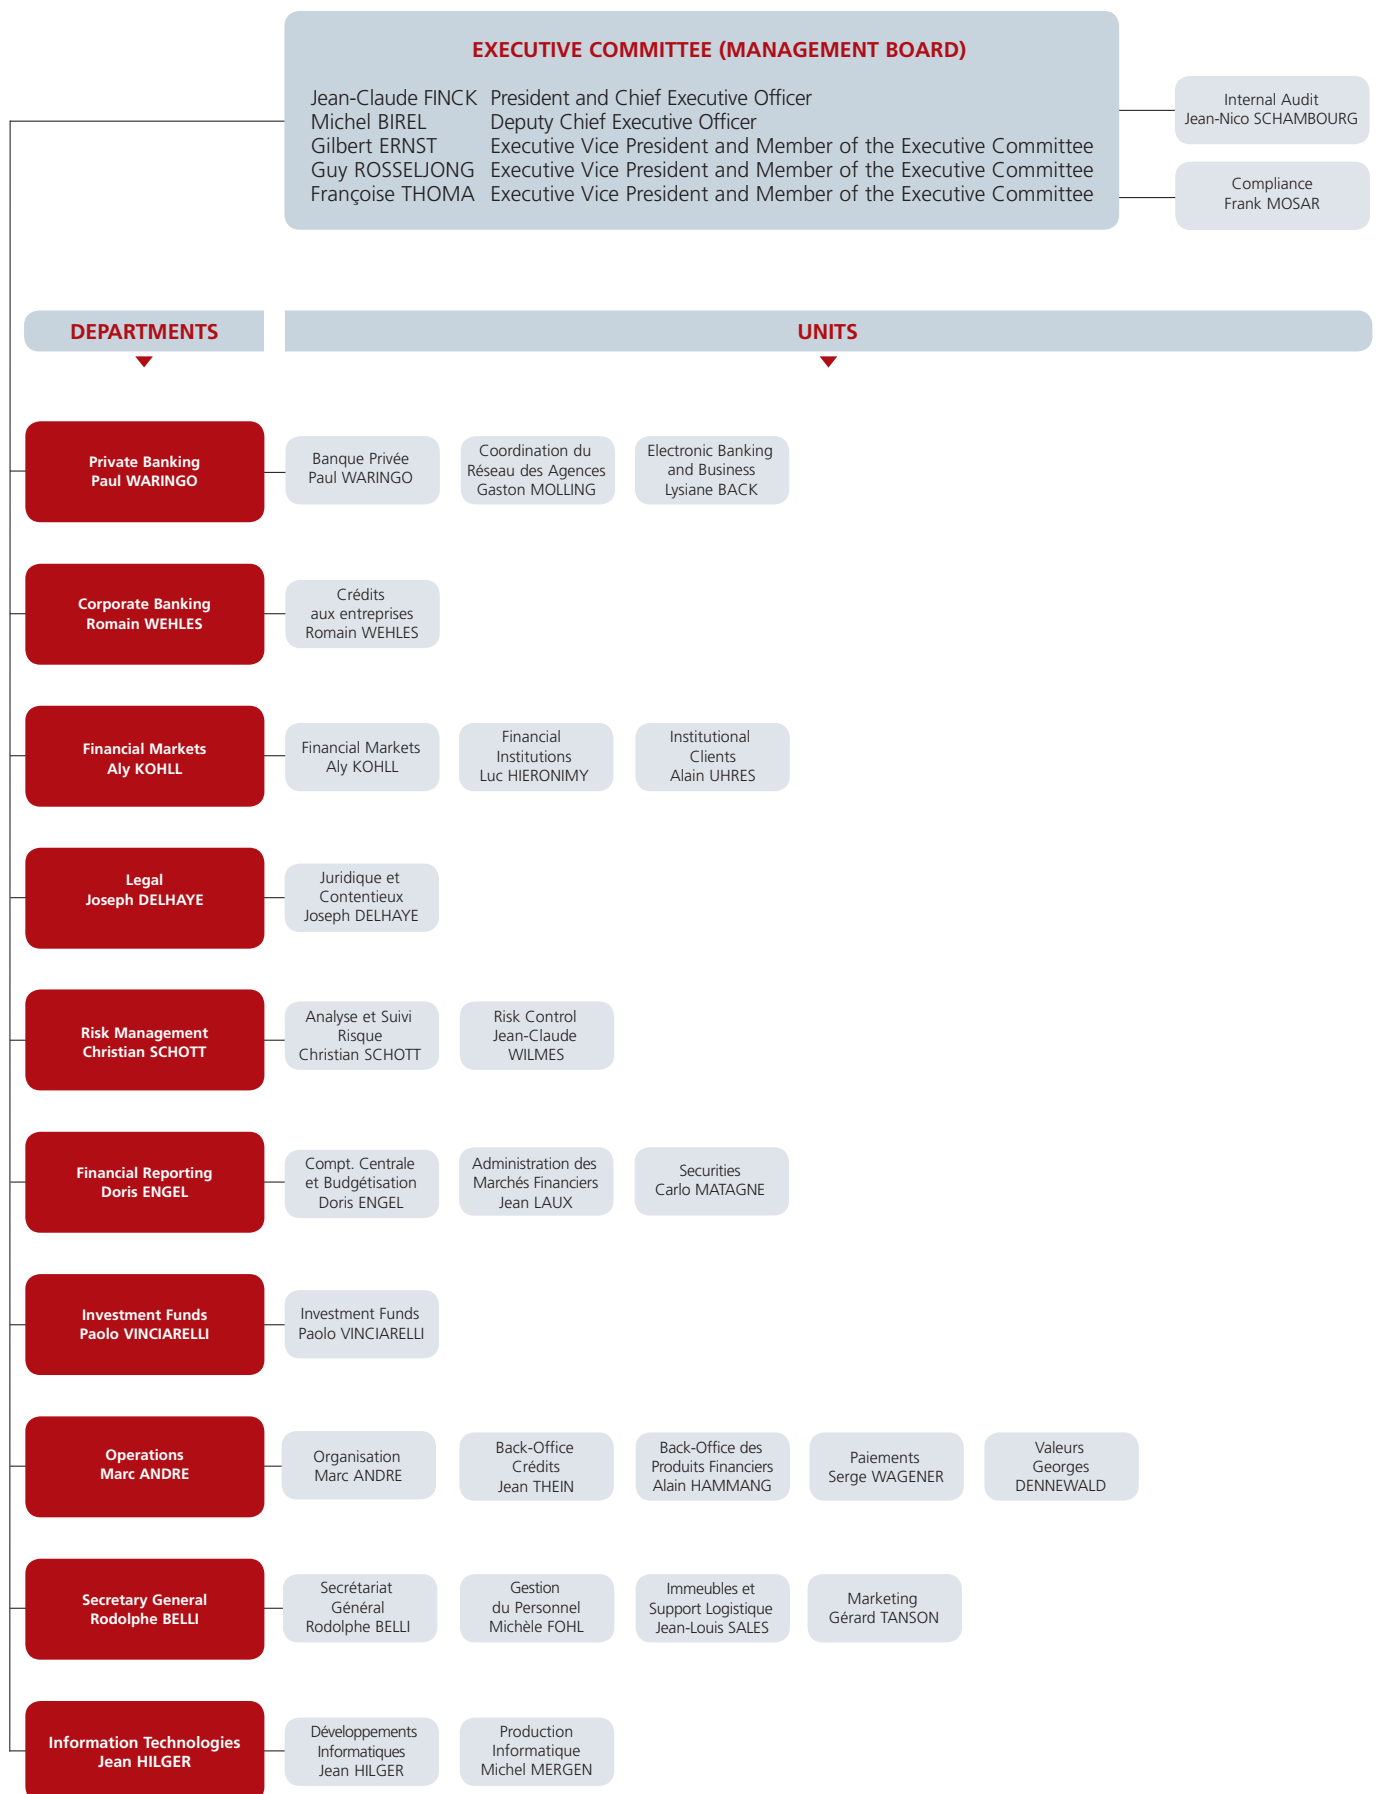 EXECUTIVE COMMITTEE (MANAGEMENT BOARD)
Jean-Claude FINCK President and Chief Executive Officer
Michel BIREL Deputy Chief Executive Officer
Gilbert ERNST Executive Vice President and Member of the Executive Committee
Guy ROSSELJONG Executive Vice President and Member of the Executive Committee
Françoise THOMA Executive Vice President and Member of the Executive Committee
Internal Audit
Jean-Nico SCHAMBOURG
Compliance
Frank MOSAR
DEPARTMENTS
UNITS
Private Banking
Paul WARINGO
Banque Privée
Paul WARINGO
Coordination du
Réseau des Agences
Gaston MOLLING
Electronic Banking
and Business
Lysiane BACK
Corporate Banking
Romain WEHLES
Crédits
aux entreprises
Romain WEHLES
Financial Markets
Aly KOHLL
Financial Markets
Aly KOHLL
Financial
Institutions
Luc HIERONIMY
Institutional
Clients
Alain UHRES
Legal
Joseph DELHAYE
Juridique et
Contentieux
Joseph DELHAYE
Risk Management
Christian SCHOTT
Analyse et Suivi
Risque
Christian SCHOTT
Risk Control
Jean-Claude
WILMES
Financial Reporting
Doris ENGEL
Compt. Centrale
et Budgétisation
Doris ENGEL
Administration des
Marchés Financiers
Jean LAUX
Securities
Carlo MATAGNE
Investment Funds
Paolo VINCIARELLI
Investment Funds
Paolo VINCIARELLI
Operations
Marc ANDRE
Organisation
Marc ANDRE
Back-Office
Crédits
Jean THEIN
Back-Office des
Produits Financiers
Alain HAMMANG
Paiements
Serge WAGENER
Valeurs
Georges
DENNEWALD
Secretary General
Rodolphe BELLI
Secrétariat
Général
Rodolphe BELLI
Gestion
du Personnel
Michèle FOHL
Immeubles et
Support Logistique
Jean-Louis SALES
Marketing
Gérard TANSON
Information Technologies
Jean HILGER
Développements
Informatiques
Jean HILGER
Production
Informatique
Michel MERGEN